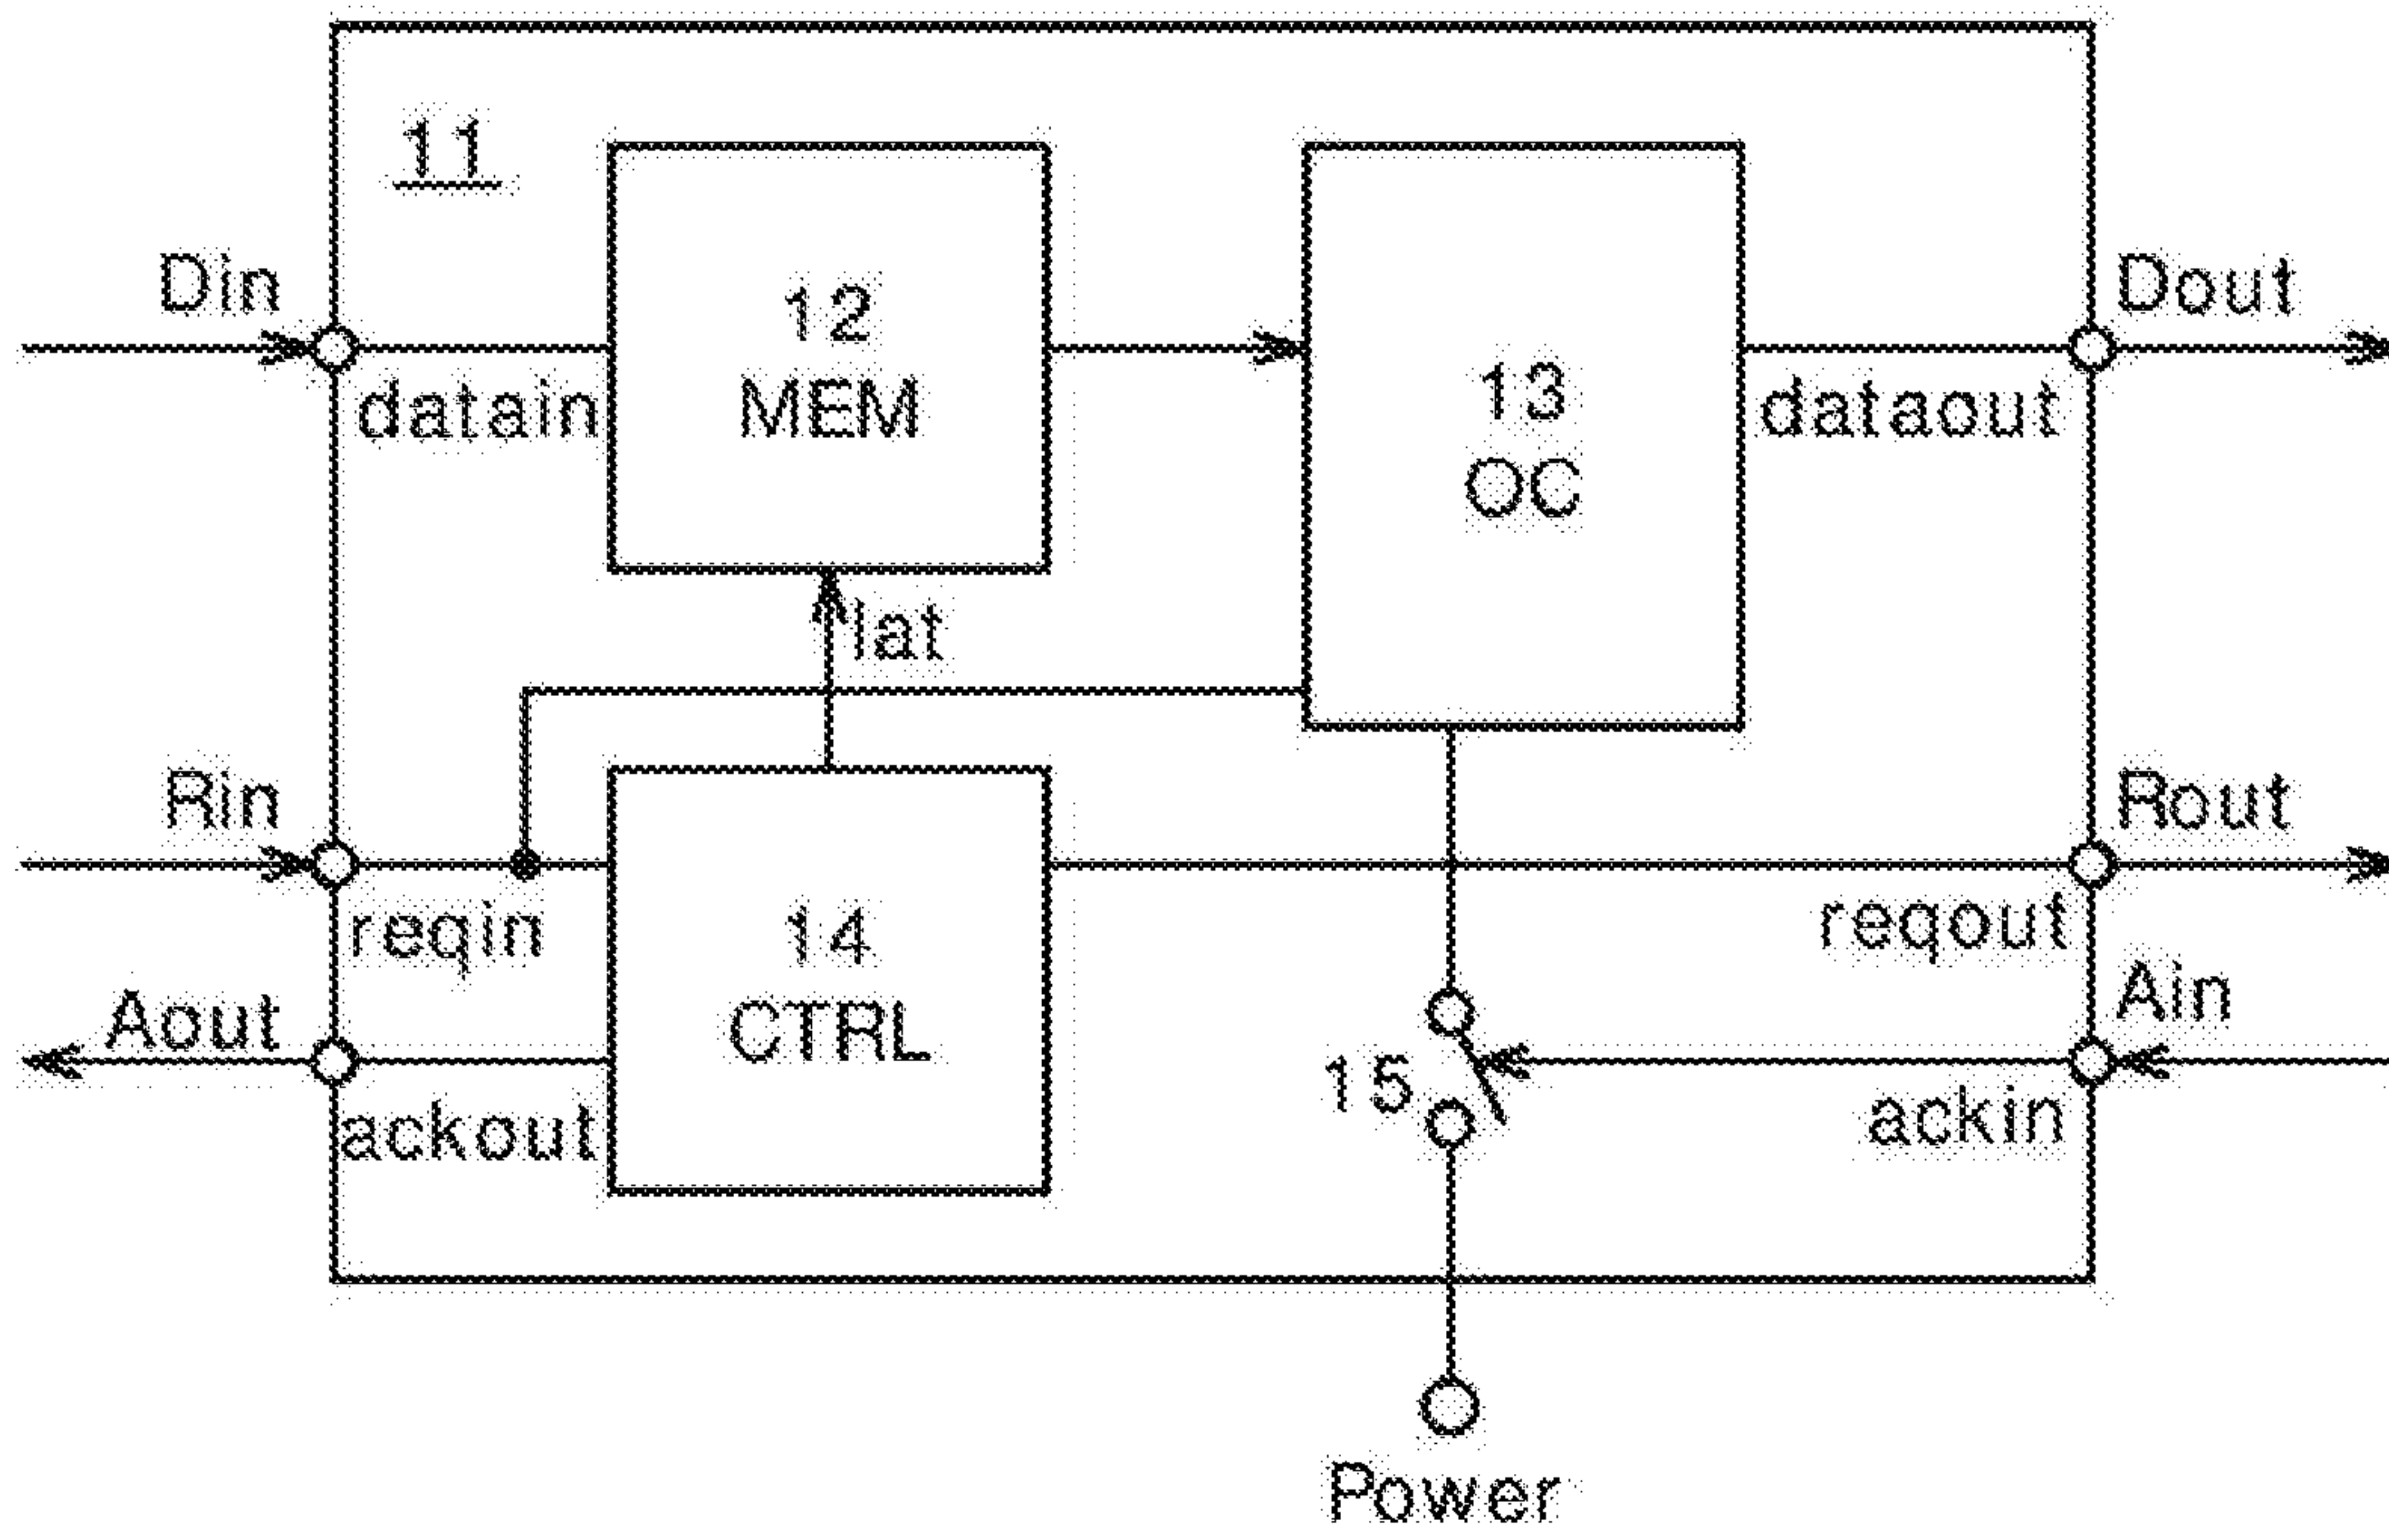 11
Din
datain
12
MEM
13
OC
Dout
dataout
lat
Rin
reqin
14
CTRL
Rout
reqout
Aout
ackout
15
Ain
ackin
Power